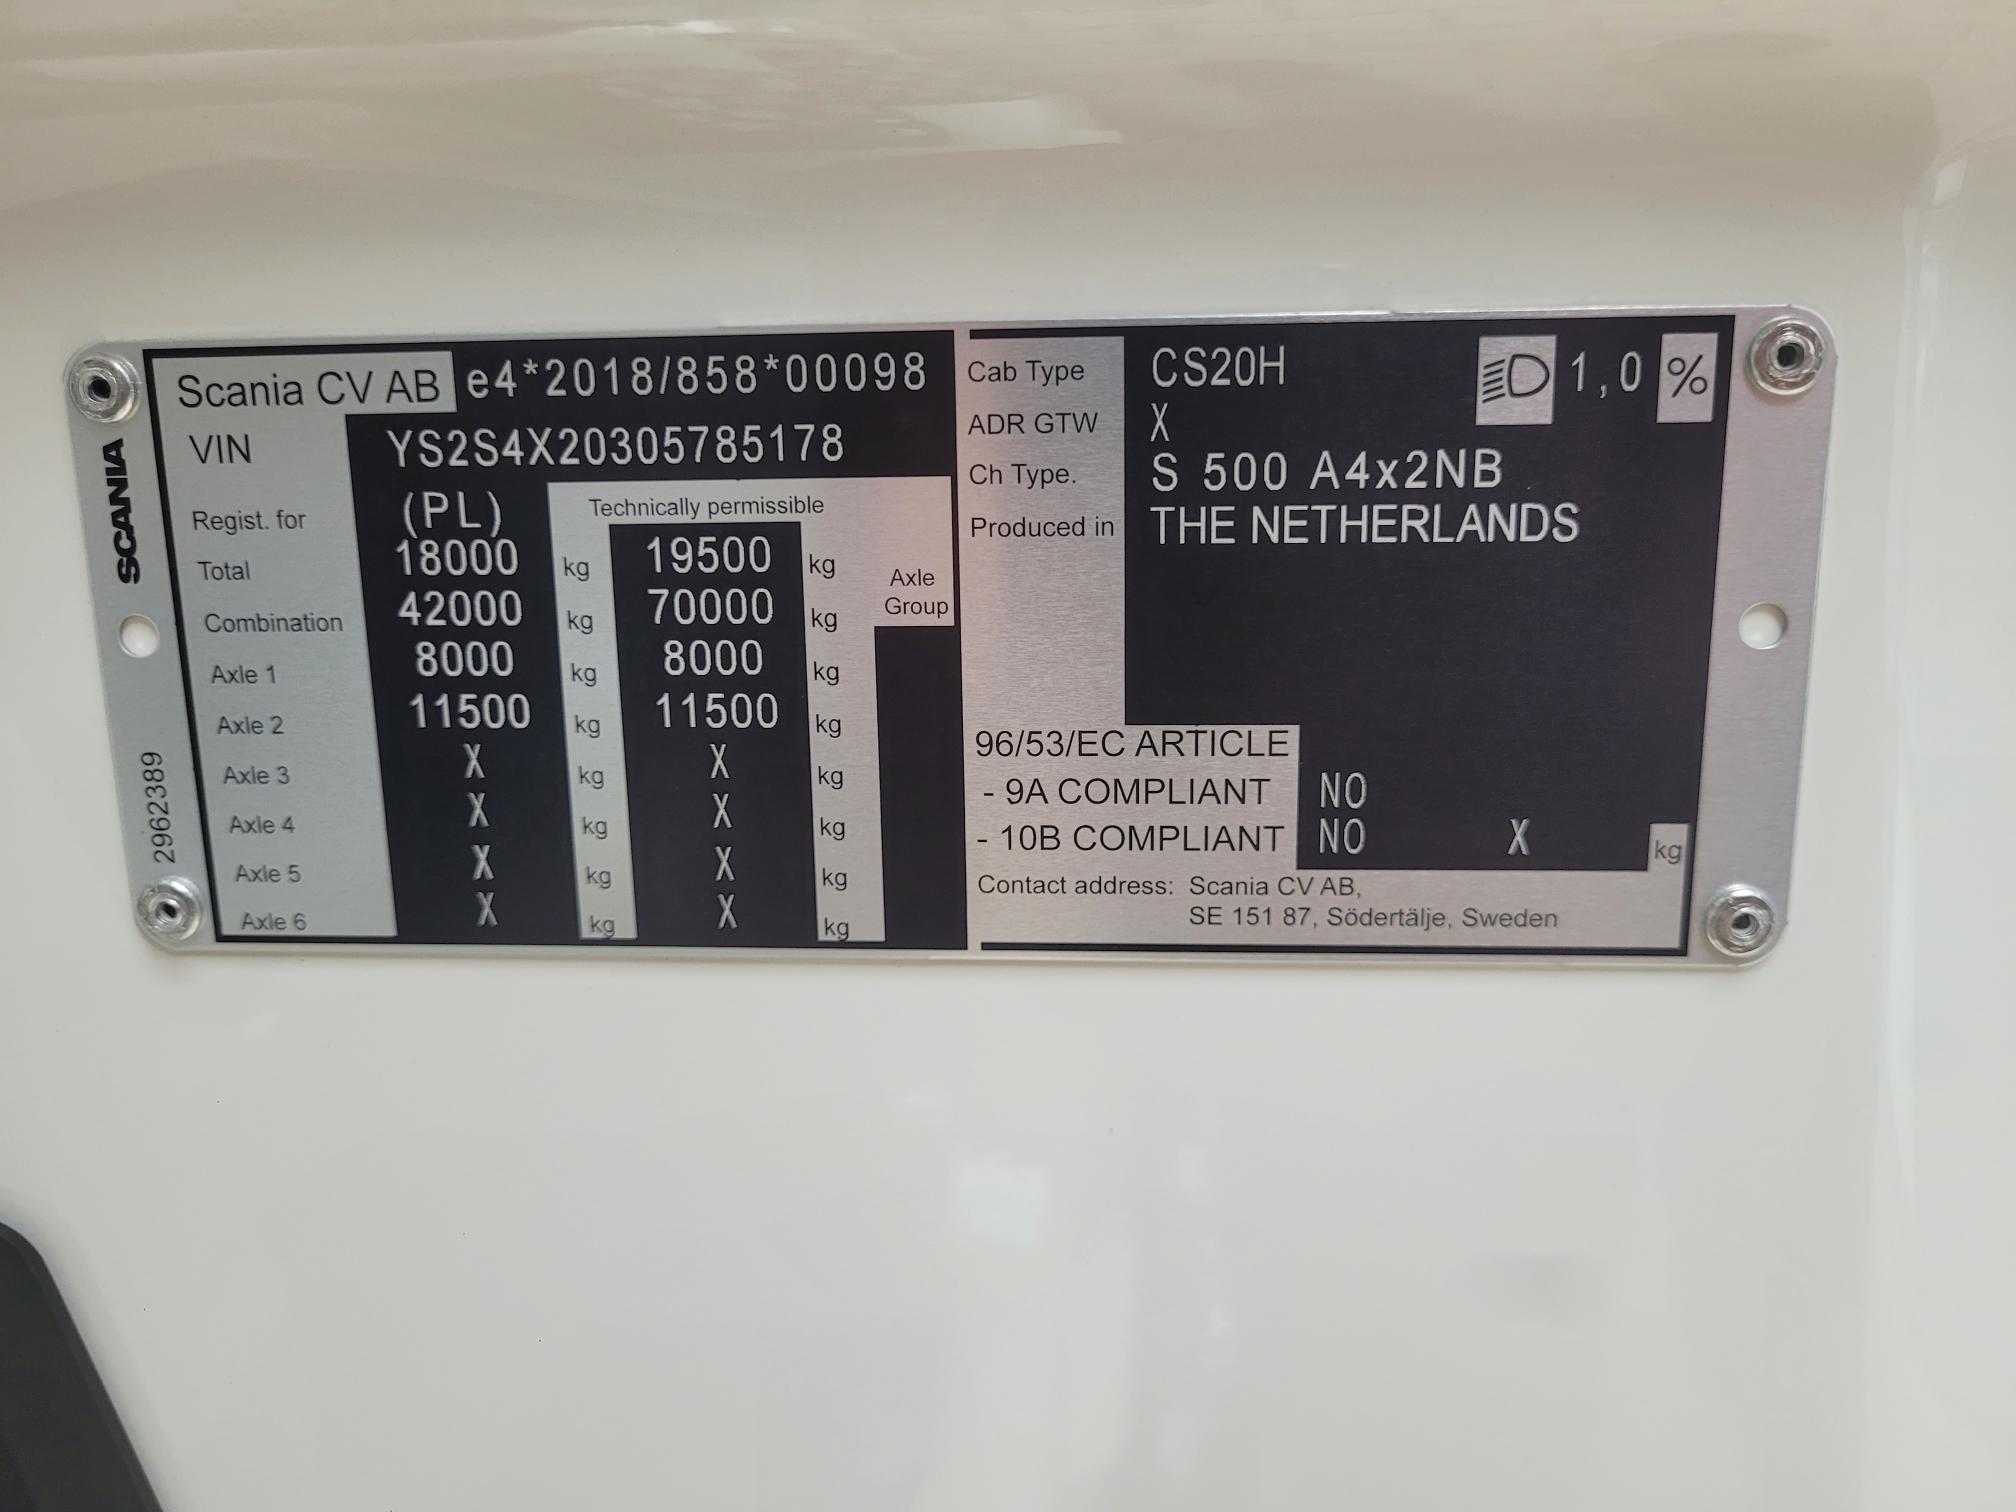 SCANIA
2962389
Scania CV AB e4*2018/858*00098
VIN YS2S4X20305785178
Regist. for (PL) Technically permissible
Total 18000 kg 19500 kg Axle Group
Combination 42000 kg 70000 kg
Axle 1 8000 kg 8000 kg
Axle 2 11500 kg 11500 kg
Axle 3 X kg X kg
Axle 4 X kg X kg
Axle 5 X kg X kg
Axle 6 X kg X kg
Cab Type CS20H 1,0 %
ADR GTW X
Ch Type. S 500 A4x2NB
Produced in THE NETHERLANDS
96/53/EC ARTICLE
- 9A COMPLIANT NO
- 10B COMPLIANT NO X kg
Contact address: Scania CV AB,
SE 151 87, Södertälje, Sweden